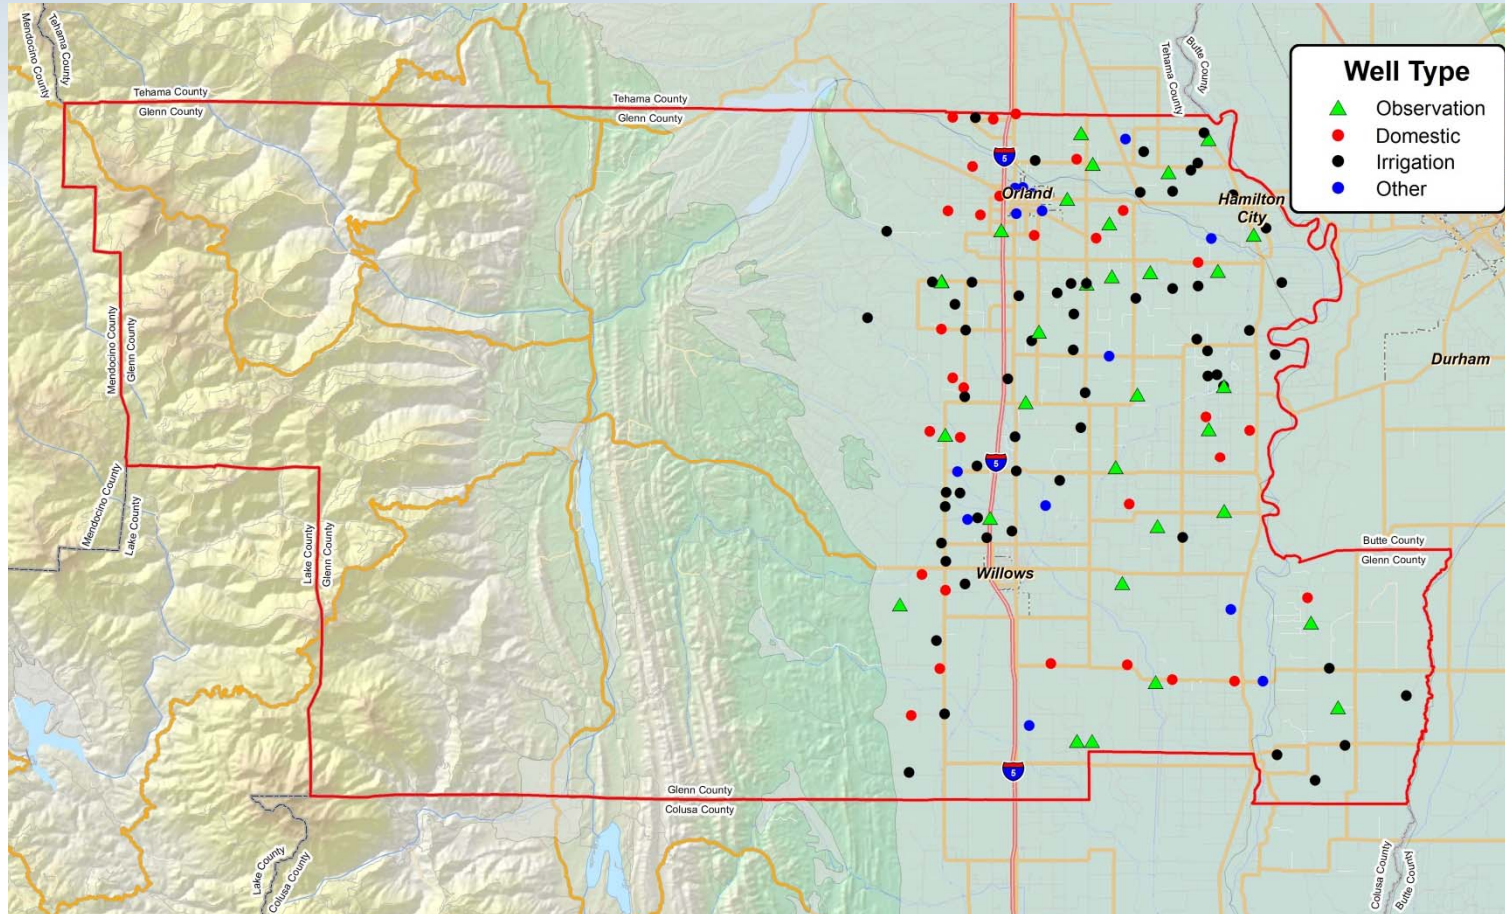 Mendocino County
Tehama County
Tehama County
Glenn County
Tehama County
Glenn County
Tehama County
Butte County
Well Type
Observation
Domestic
Irrigation
Other
5
Orland
Hamilton
City
Mendocino County
Glenn County
Durham
Mendocino County
Lake County
5
Lake County
Glenn County
Willows
Butte County
Glenn County
5
Glenn County
Colusa County
Lake County
Colusa County
Colusa County
Butte County